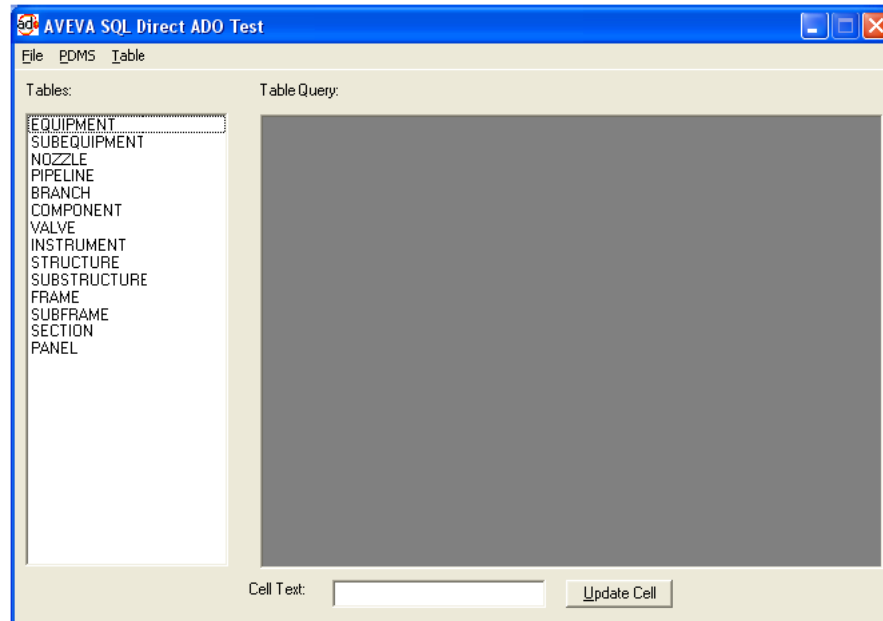 AVEVA SQL Direct ADO Test
File PDMS Table
Tables: Table Query:
EQUIPMENT
SUBEQUIPMENT
NOZZLE
PIPELINE
BRANCH
COMPONENT
VALVE
INSTRUMENT
STRUCTURE
SUBSTRUCTURE
FRAME
SUBFRAME
SECTION
PANEL
Cell Text: Update Cell